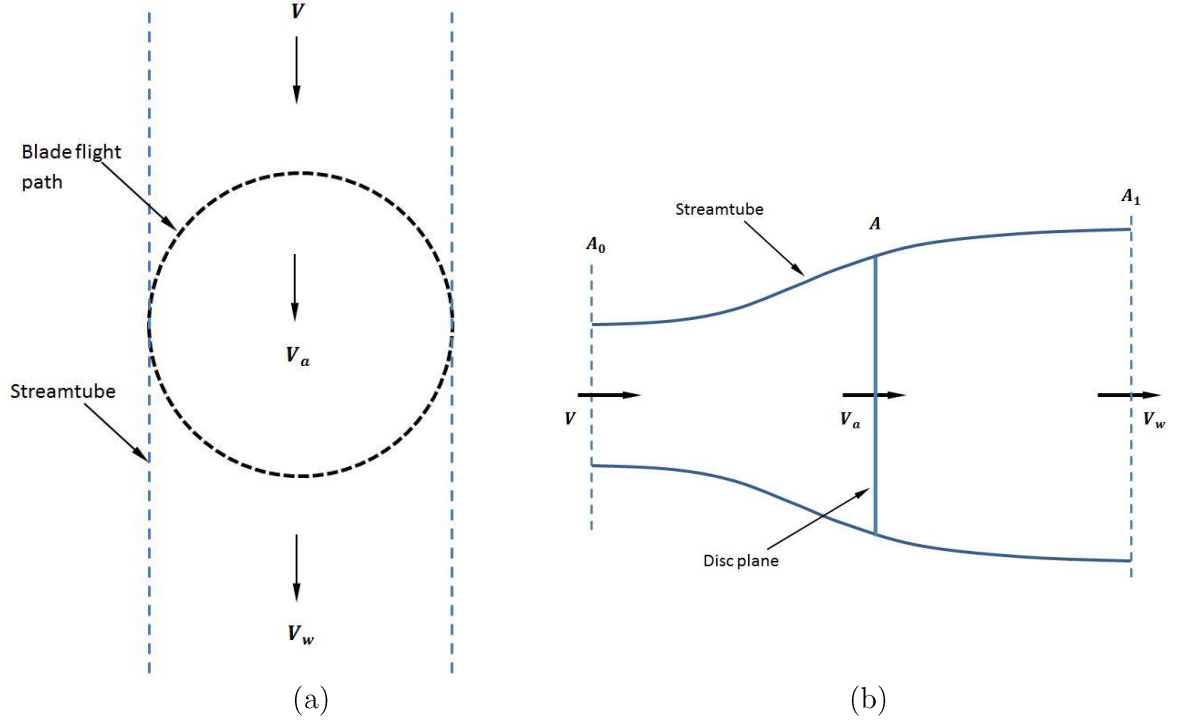 V
Blade flight
path
V_a
Streamtube
V_w
(a)
A_1
Streamtube
A
A_0
V
V_a
V_w
Disc plane
(b)